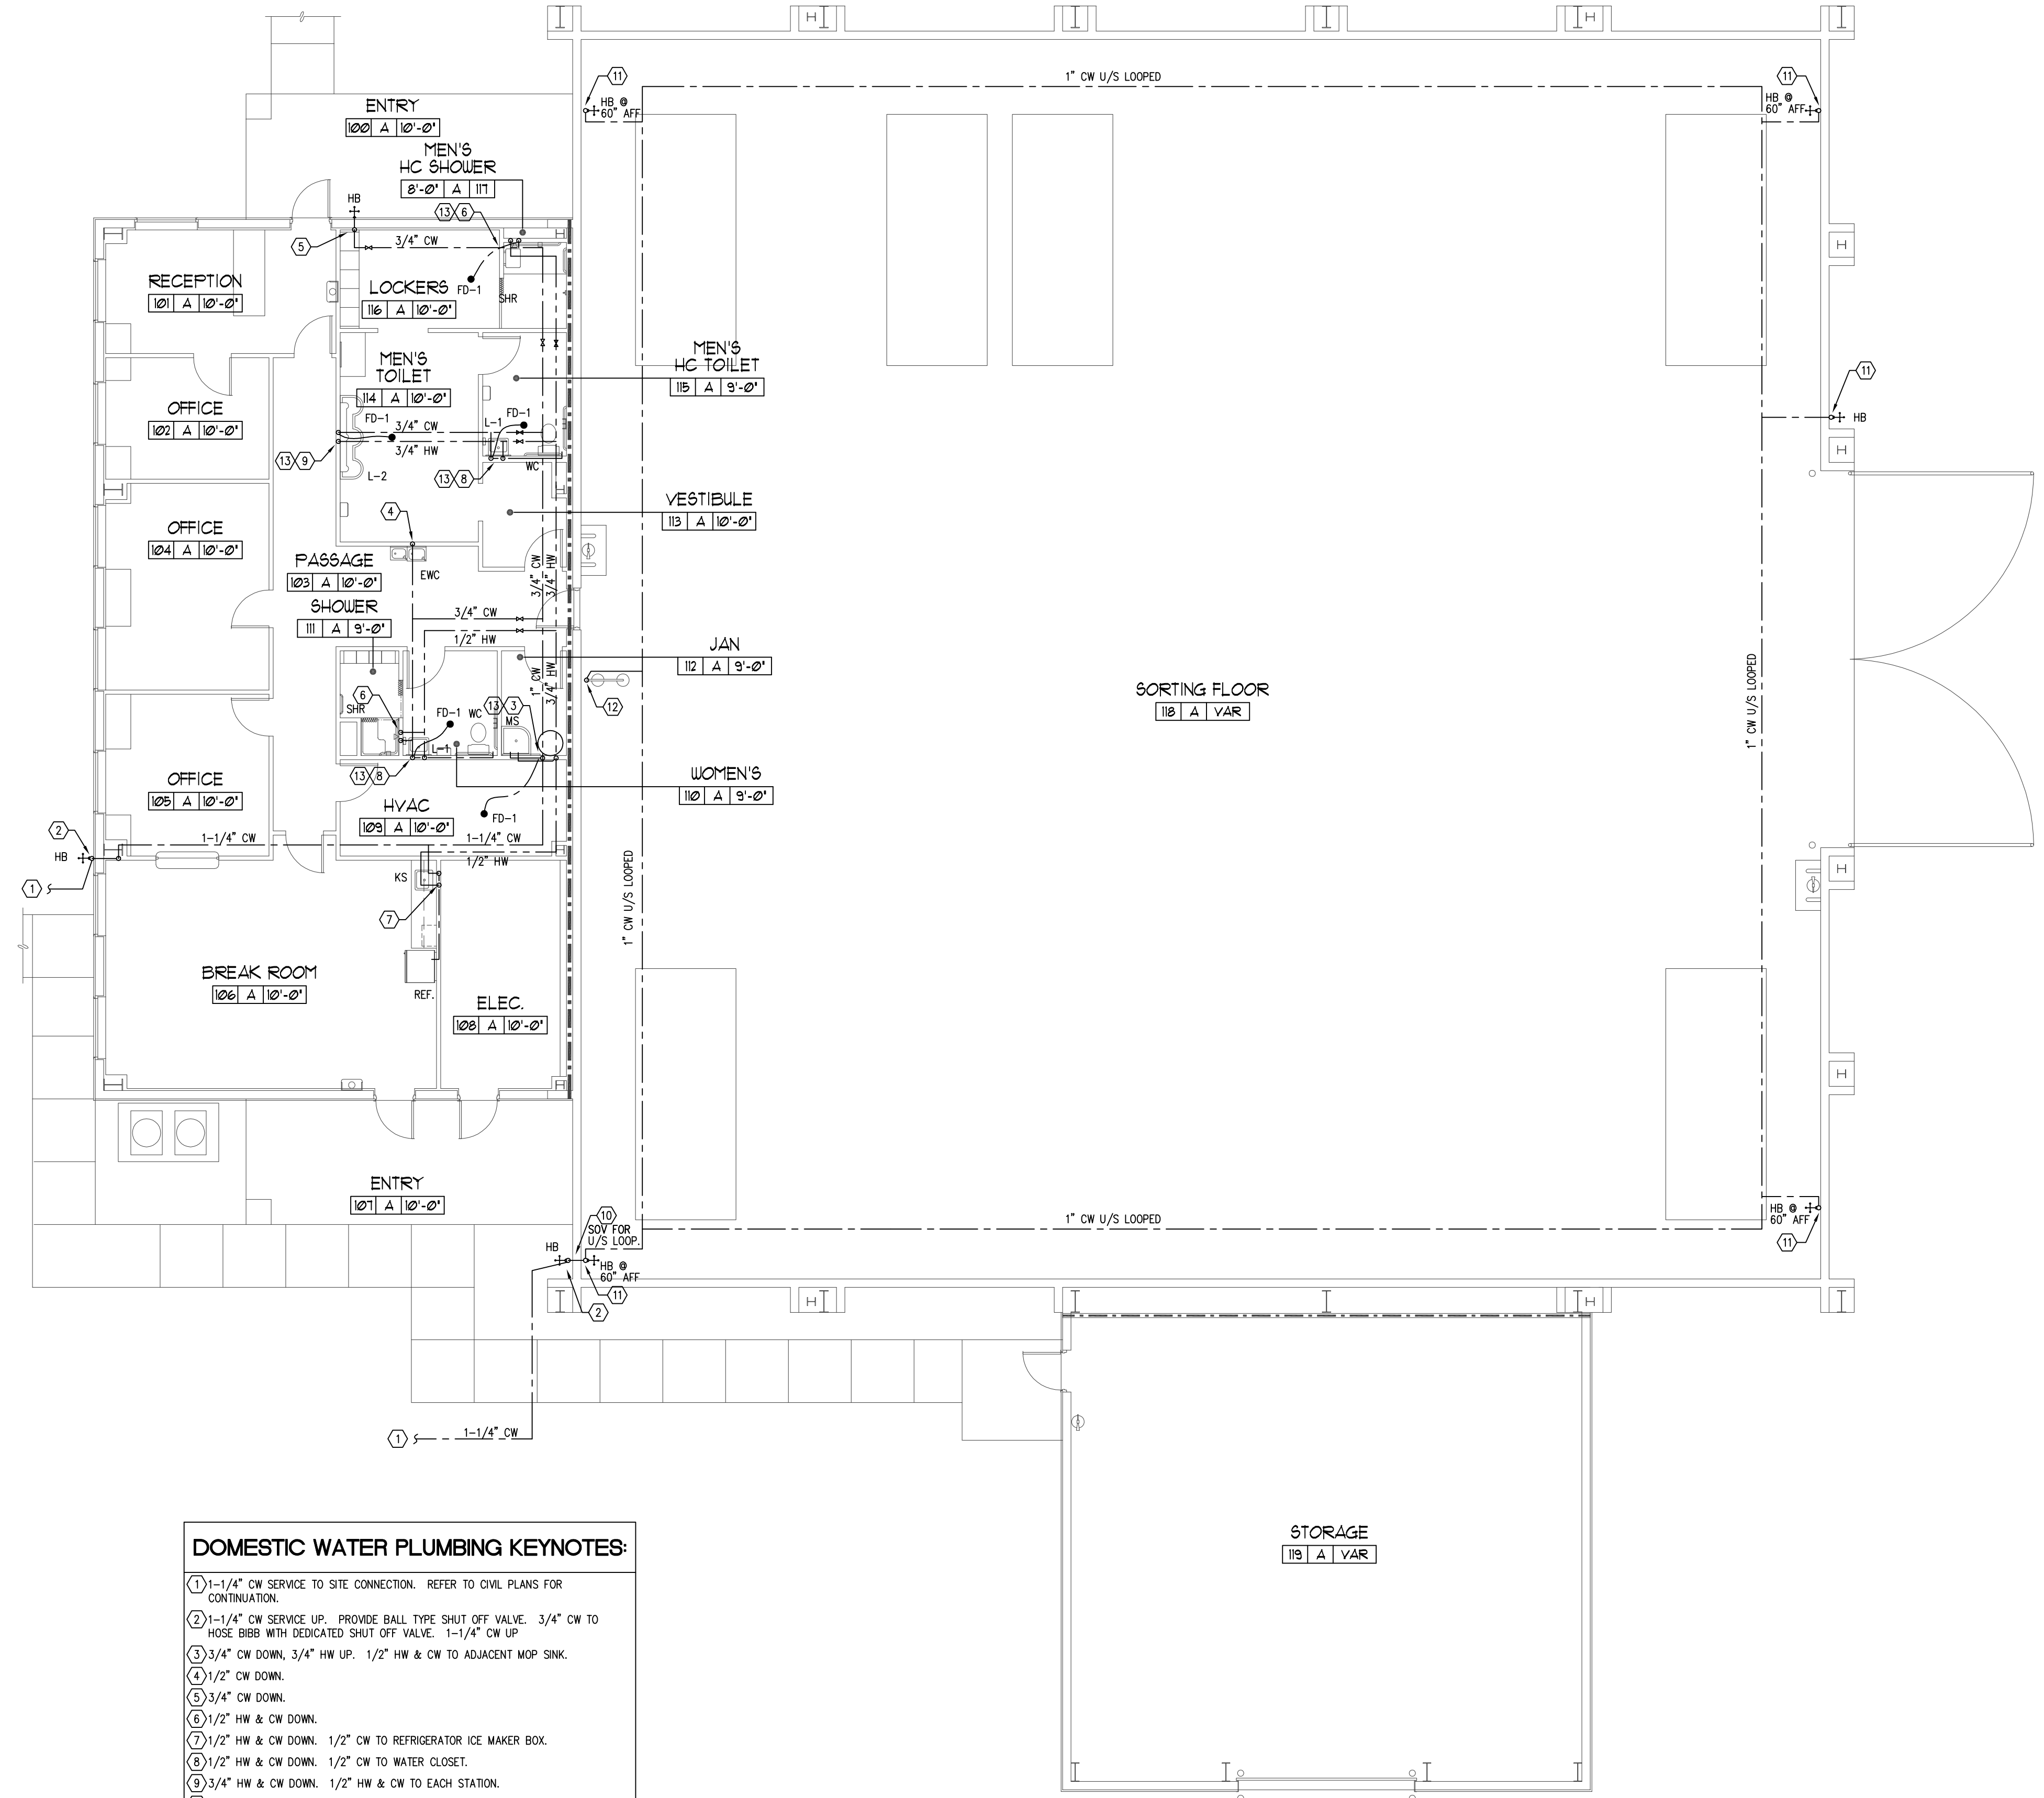 1" CW U/S LOOPED
11
HB @
60" AFF
11
HB @
60" AFF
ENTRY
100 A 10'-0"
MEN'S
HC SHOWER
8'-0" A 117
HB
13 6
5
3/4" CW
RECEPTION
101 A 10'-0"
LOCKERS
116 A 10'-0"
FD-1
SHR
MEN'S
TOILET
114 A 10'-0"
MEN'S
HC TOILET
115 A 9'-0"
11
HB
OFFICE
102 A 10'-0"
FD-1
3/4" CW
3/4" HW
L-1
FD-1
13 9
L-2
13 8
WC
VESTIBULE
113 A 10'-0"
4
OFFICE
104 A 10'-0"
PASSAGE
103 A 10'-0"
EWC
3/4" CW
3/4" HW
SHOWER
111 A 9'-0"
3/4" CW
1/2" HW
JAN
112 A 9'-0"
1" CW
3/4" HW
6
SHR
FD-1
WC
13 3
MS
12
L-1
SORTING FLOOR
118 A VAR
1" CW U/S LOOPED
WOMEN'S
110 A 9'-0"
13 8
OFFICE
105 A 10'-0"
HVAC
109 A 10'-0"
FD-1
2
HB
1
1-1/4" CW
1-1/4" CW
1/2" HW
KS
7
1" CW U/S LOOPED
BREAK ROOM
106 A 10'-0"
REF.
ELEC.
108 A 10'-0"
ENTRY
107 A 10'-0"
10
SOV FOR
U/S LOOP.
HB
HB @
60" AFF
11
2
1" CW U/S LOOPED
HB @
60" AFF
11
1
1-1/4" CW
STORAGE
119 A VAR
DOMESTIC WATER PLUMBING KEYNOTES:
1 1-1/4" CW SERVICE TO SITE CONNECTION. REFER TO CIVIL PLANS FOR
CONTINUATION.
2 1-1/4" CW SERVICE UP. PROVIDE BALL TYPE SHUT OFF VALVE. 3/4" CW TO
HOSE BIBB WITH DEDICATED SHUT OFF VALVE. 1-1/4" CW UP
3 3/4" CW DOWN, 3/4" HW UP. 1/2" HW & CW TO ADJACENT MOP SINK.
4 1/2" CW DOWN.
5 3/4" CW DOWN.
6 1/2" HW & CW DOWN.
7 1/2" HW & CW DOWN. 1/2" CW TO REFRIGERATOR ICE MAKER BOX.
8 1/2" HW & CW DOWN. 1/2" CW TO WATER CLOSET.
9 3/4" HW & CW DOWN. 1/2" HW & CW TO EACH STATION.